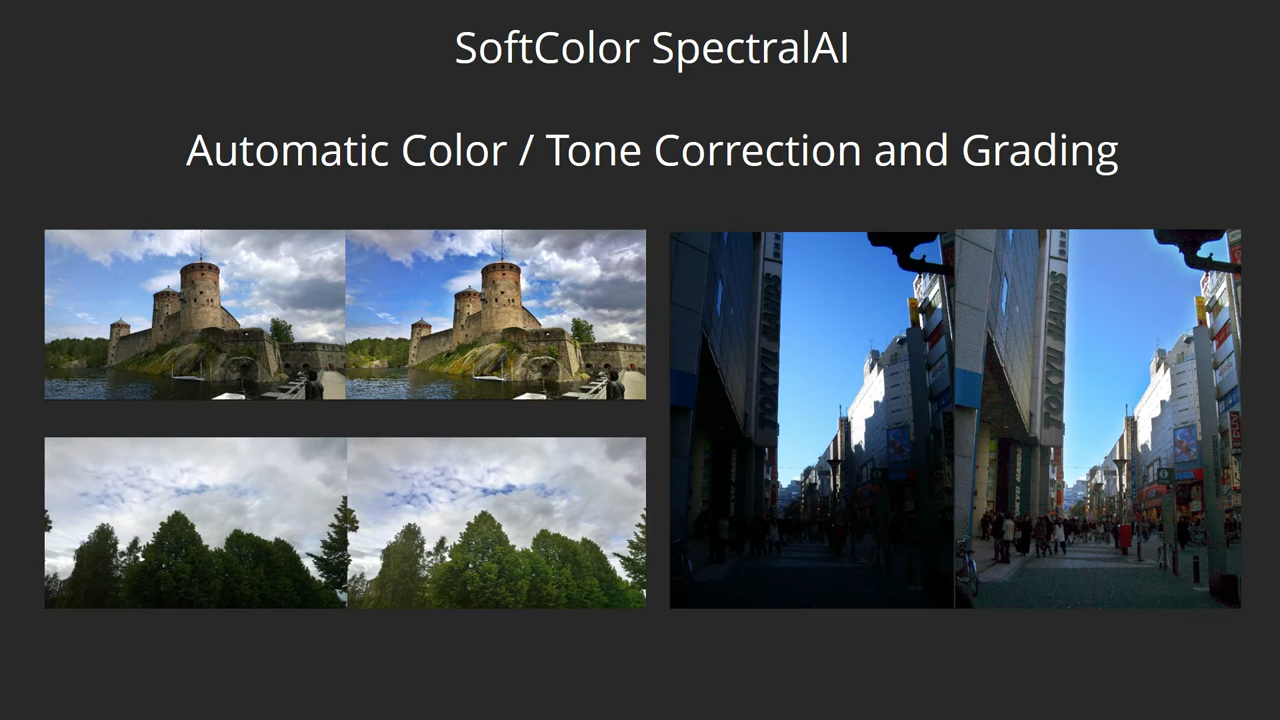 SoftColor SpectralAI
Automatic Color / Tone Correction and Grading